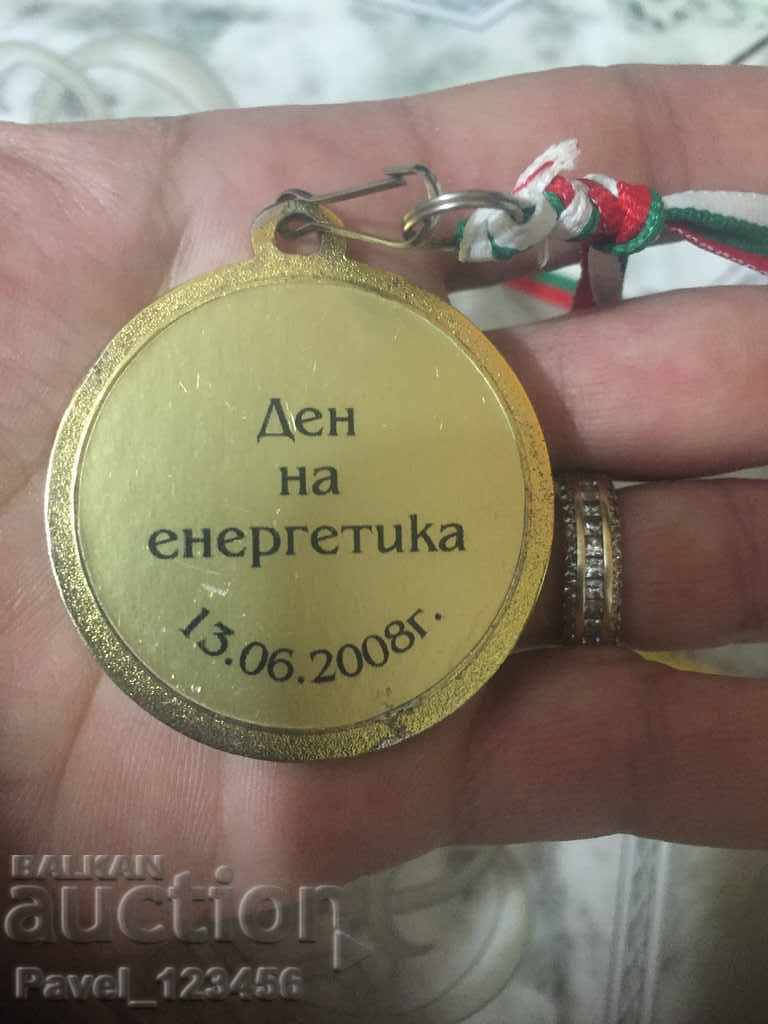 Ден
на
енергетика
13.06.2008г.
BALKAN
auction
Pavel_123456